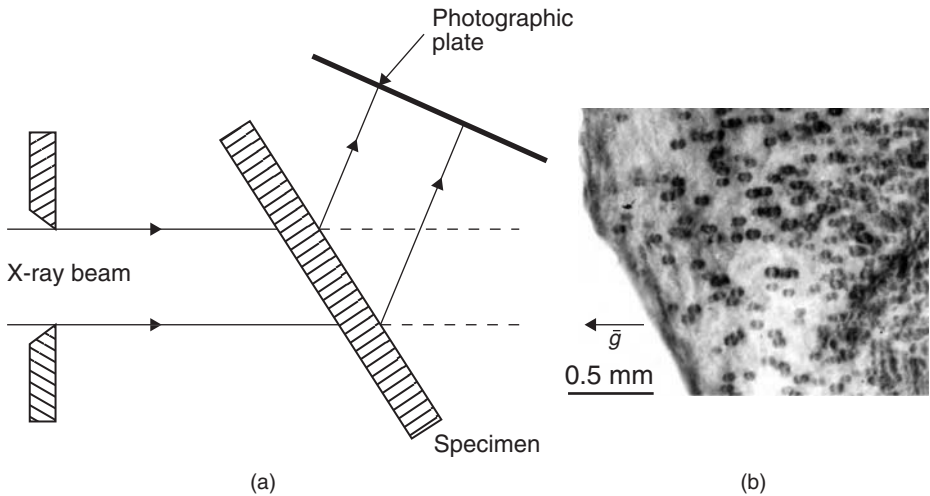 Photographic
plate
X-ray beam
Specimen
ḡ
0.5 mm
(a)
(b)